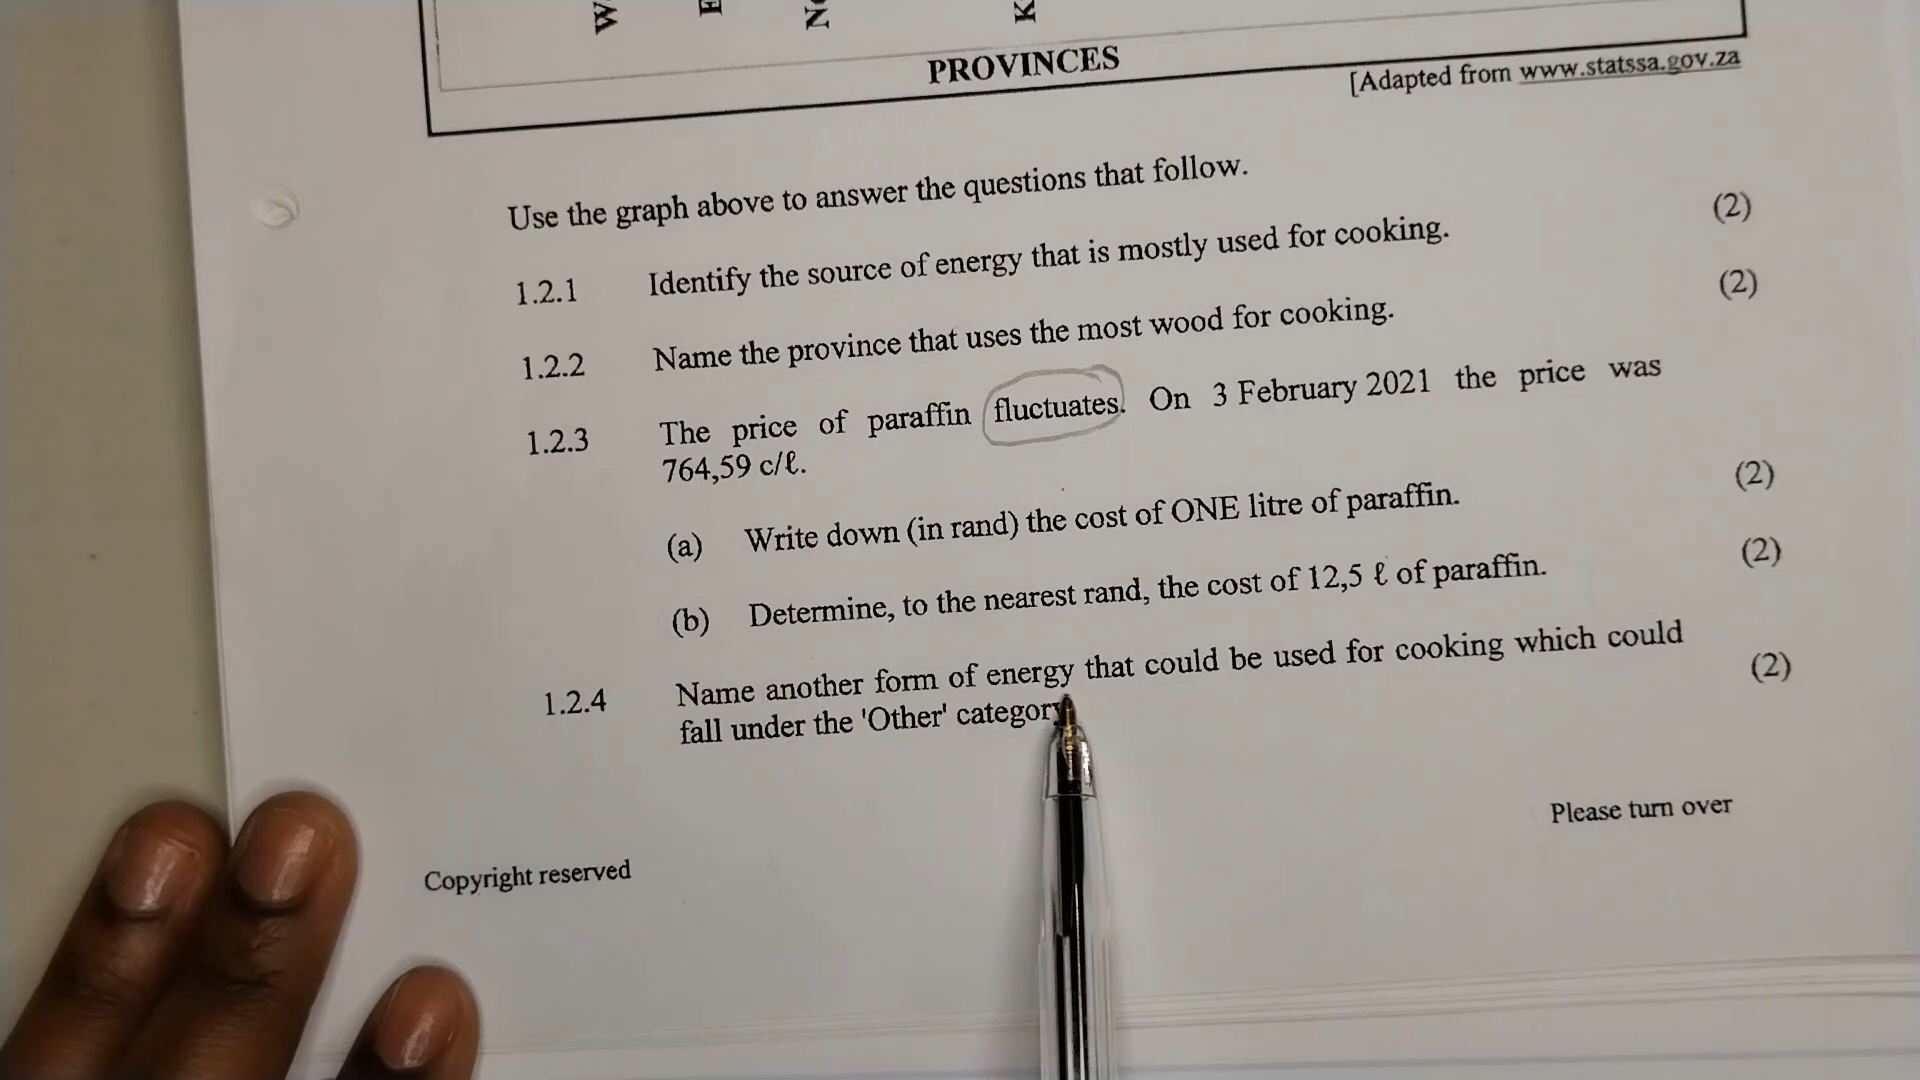 PROVINCES
[Adapted from www.statssa.gov.za
Use the graph above to answer the questions that follow.
1.2.1 Identify the source of energy that is mostly used for cooking. (2)
1.2.2 Name the province that uses the most wood for cooking. (2)
1.2.3 The price of paraffin fluctuates. On 3 February 2021 the price was
764,59 c/ℓ.
(a) Write down (in rand) the cost of ONE litre of paraffin. (2)
(b) Determine, to the nearest rand, the cost of 12,5 ℓ of paraffin. (2)
1.2.4 Name another form of energy that could be used for cooking which could
fall under the 'Other' category (2)
Please turn over
Copyright reserved